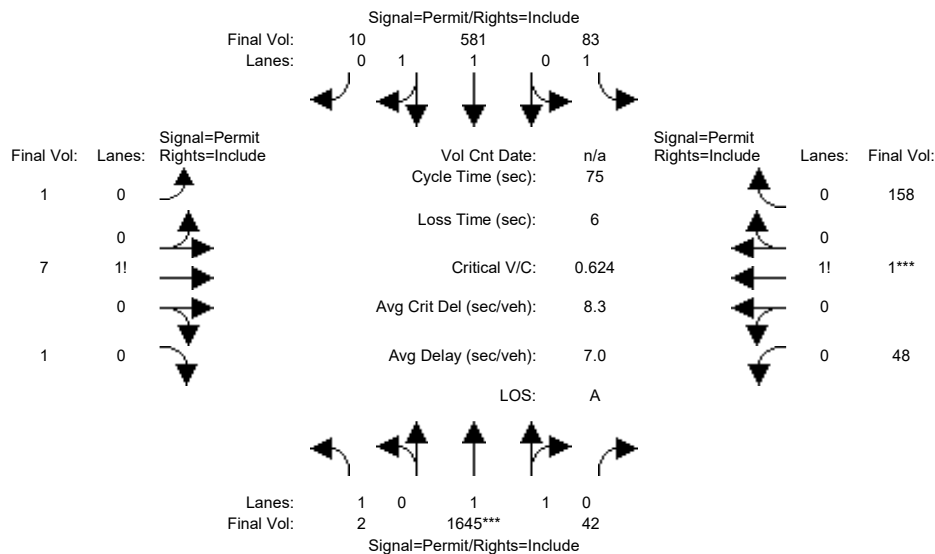 Signal=Permit/Rights=Include
Final Vol: 10 581 83
Lanes: 0 1 1 0 1
Signal=Permit
Final Vol: Lanes: Rights=Include
Vol Cnt Date: n/a
Signal=Permit
Rights=Include Lanes: Final Vol:
Cycle Time (sec): 75
1 0
0 158
Loss Time (sec): 6
0
0
7 1!
Critical V/C: 0.624
1! 1***
0
Avg Crit Del (sec/veh): 8.3
0
1 0
Avg Delay (sec/veh): 7.0
0 48
LOS: A
Lanes: 1 0 1 1 0
Final Vol: 2 1645*** 42
Signal=Permit/Rights=Include